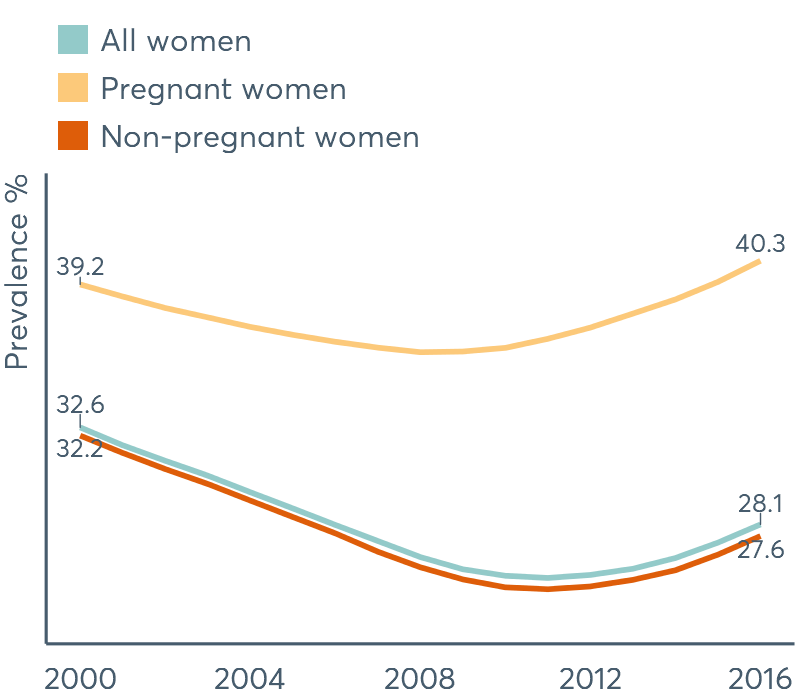 All women
Pregnant women
Non-pregnant women
Prevalence %
40.3
39.2
32.6
32.2
28.1
27.6
2000 2004 2008 2012 2016